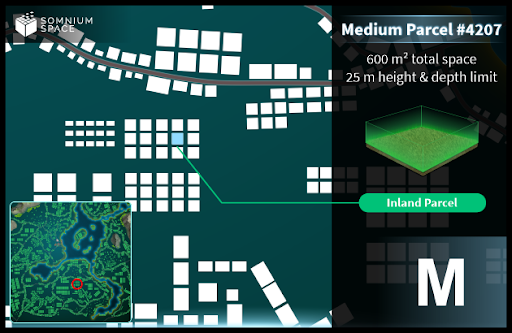 SOMNIUM
SPACE
Medium Parcel #4207
600 m² total space
25 m height & depth limit
Inland Parcel
M